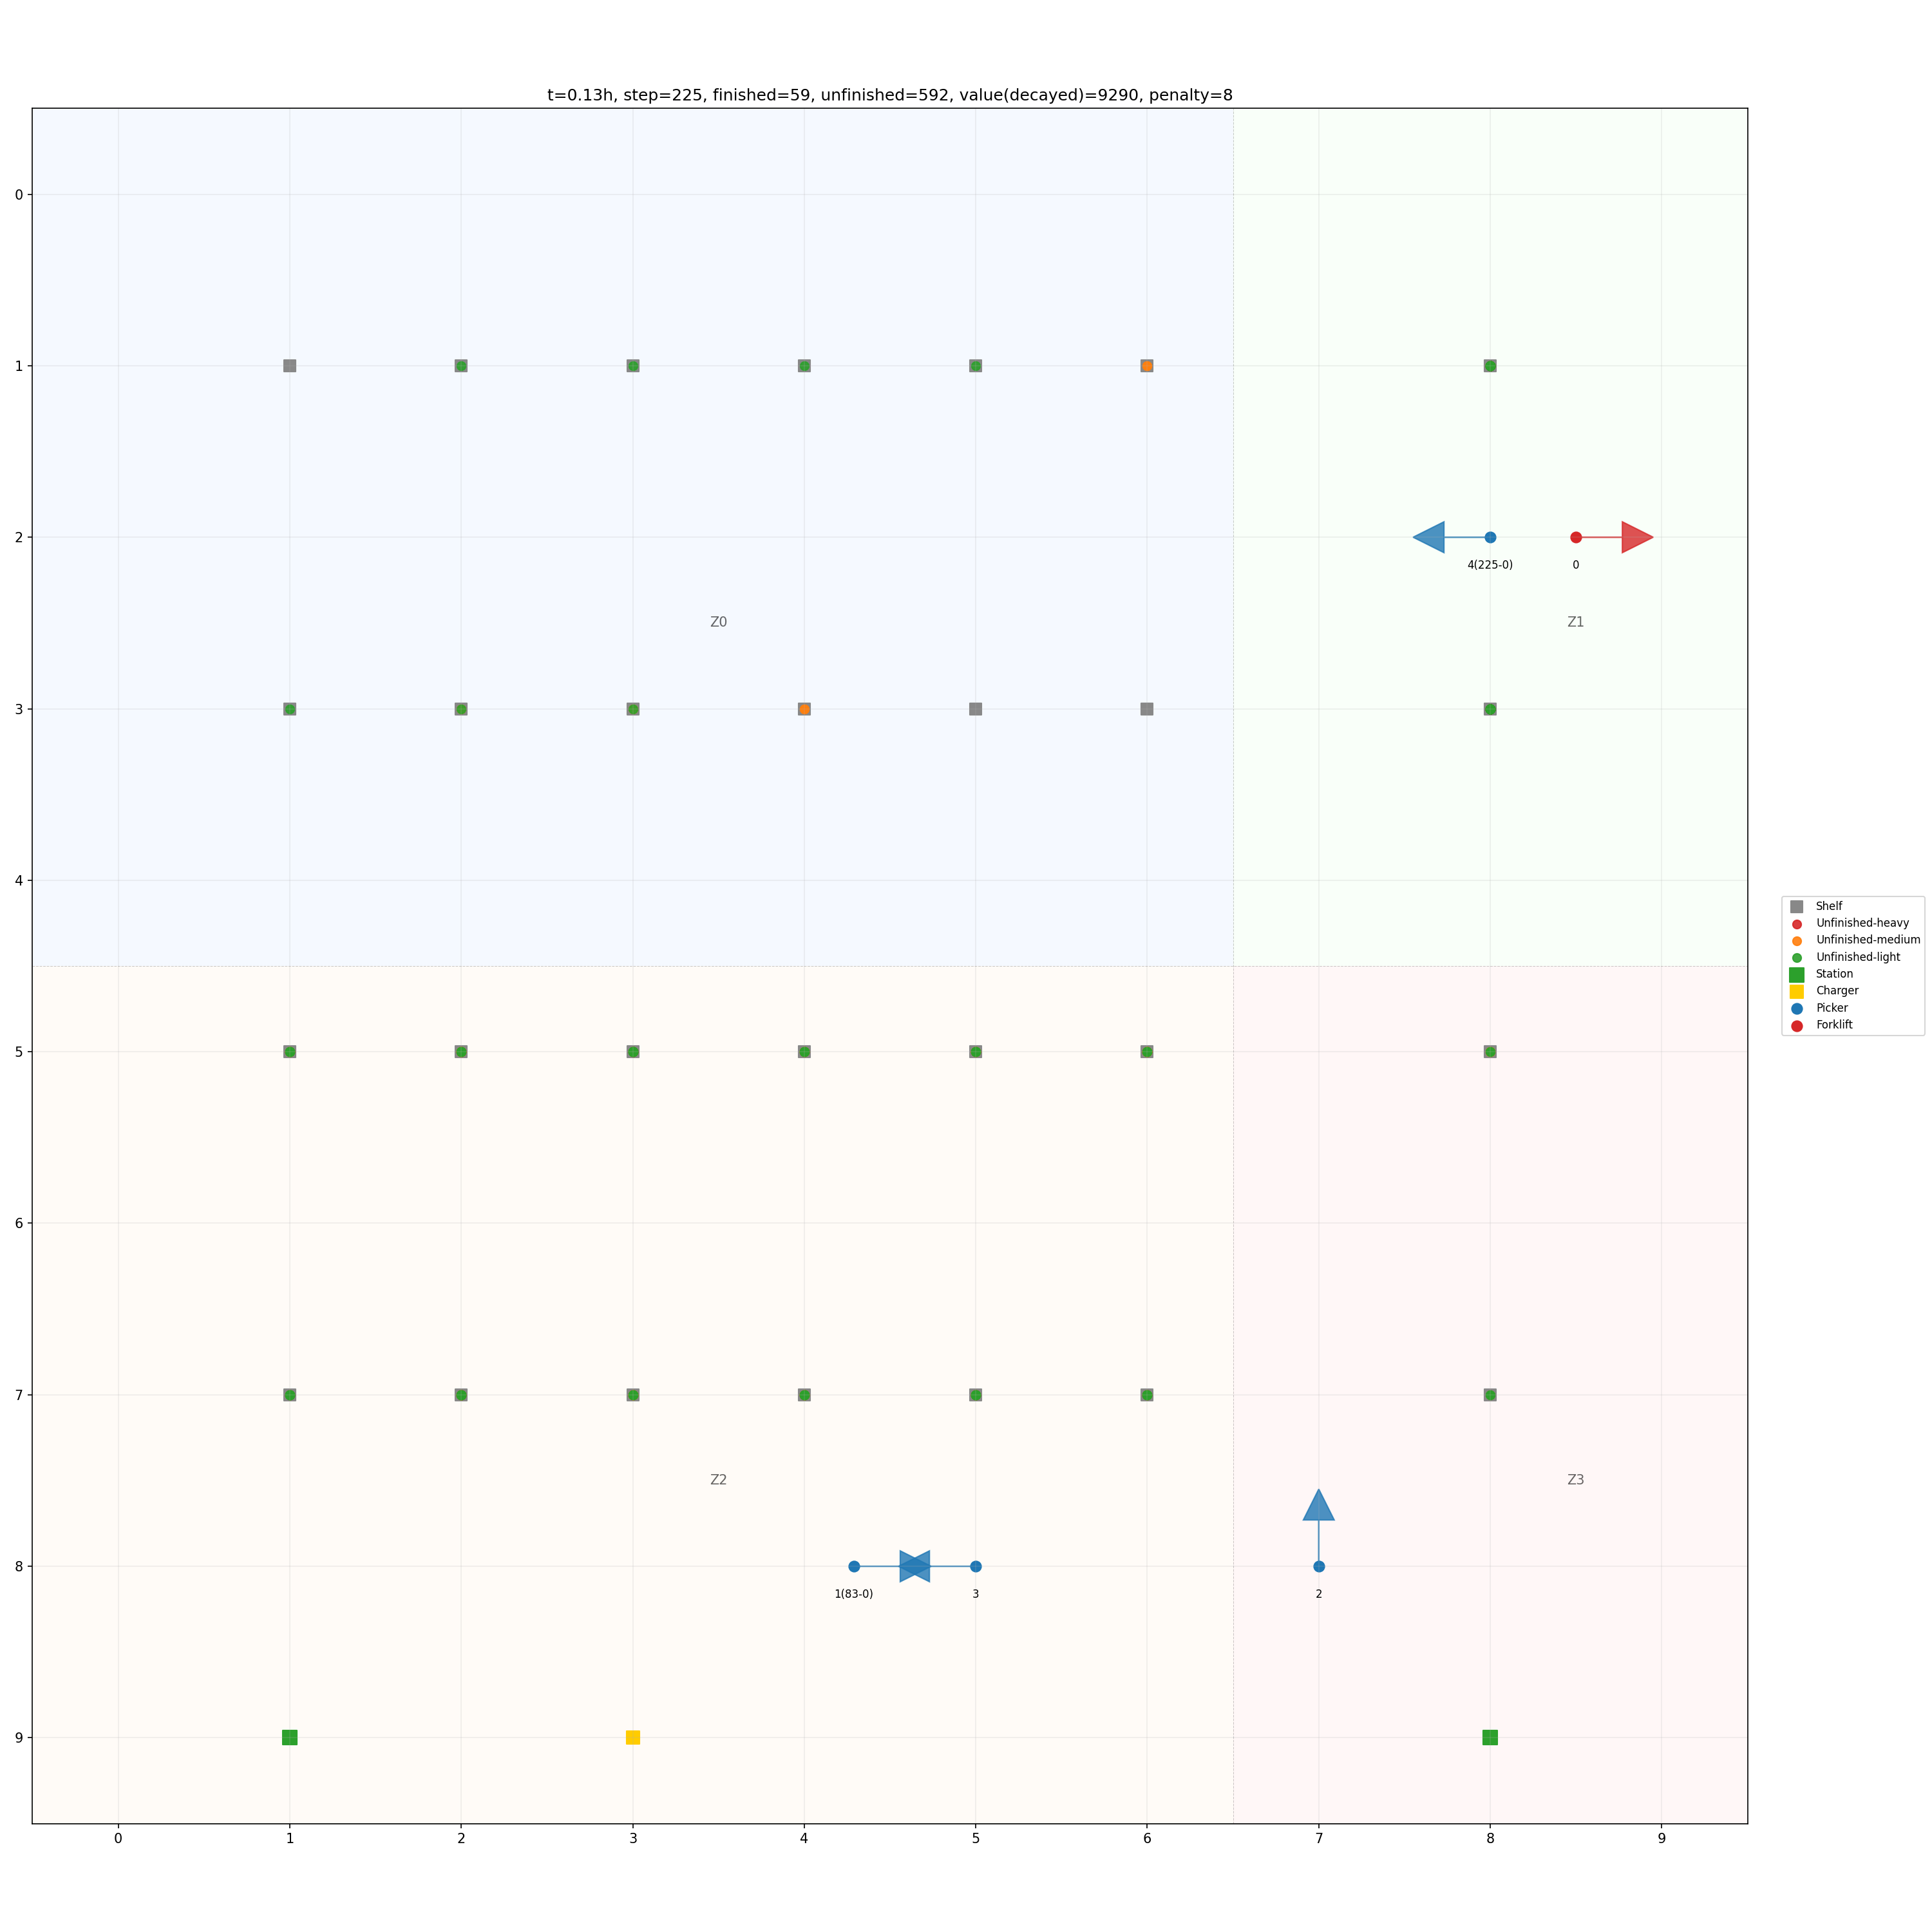 t=0.13h, step=225, finished=59, unfinished=592, value(decayed)=9290, penalty=8
0
1
2
4(225-0)
0
Z0
Z1
3
4
Shelf
Unfinished-heavy
Unfinished-medium
Unfinished-light
Station
Charger
Picker
Forklift
5
6
7
Z2
Z3
8
1(83-0)
3
2
9
0
1
2
3
4
5
6
7
8
9